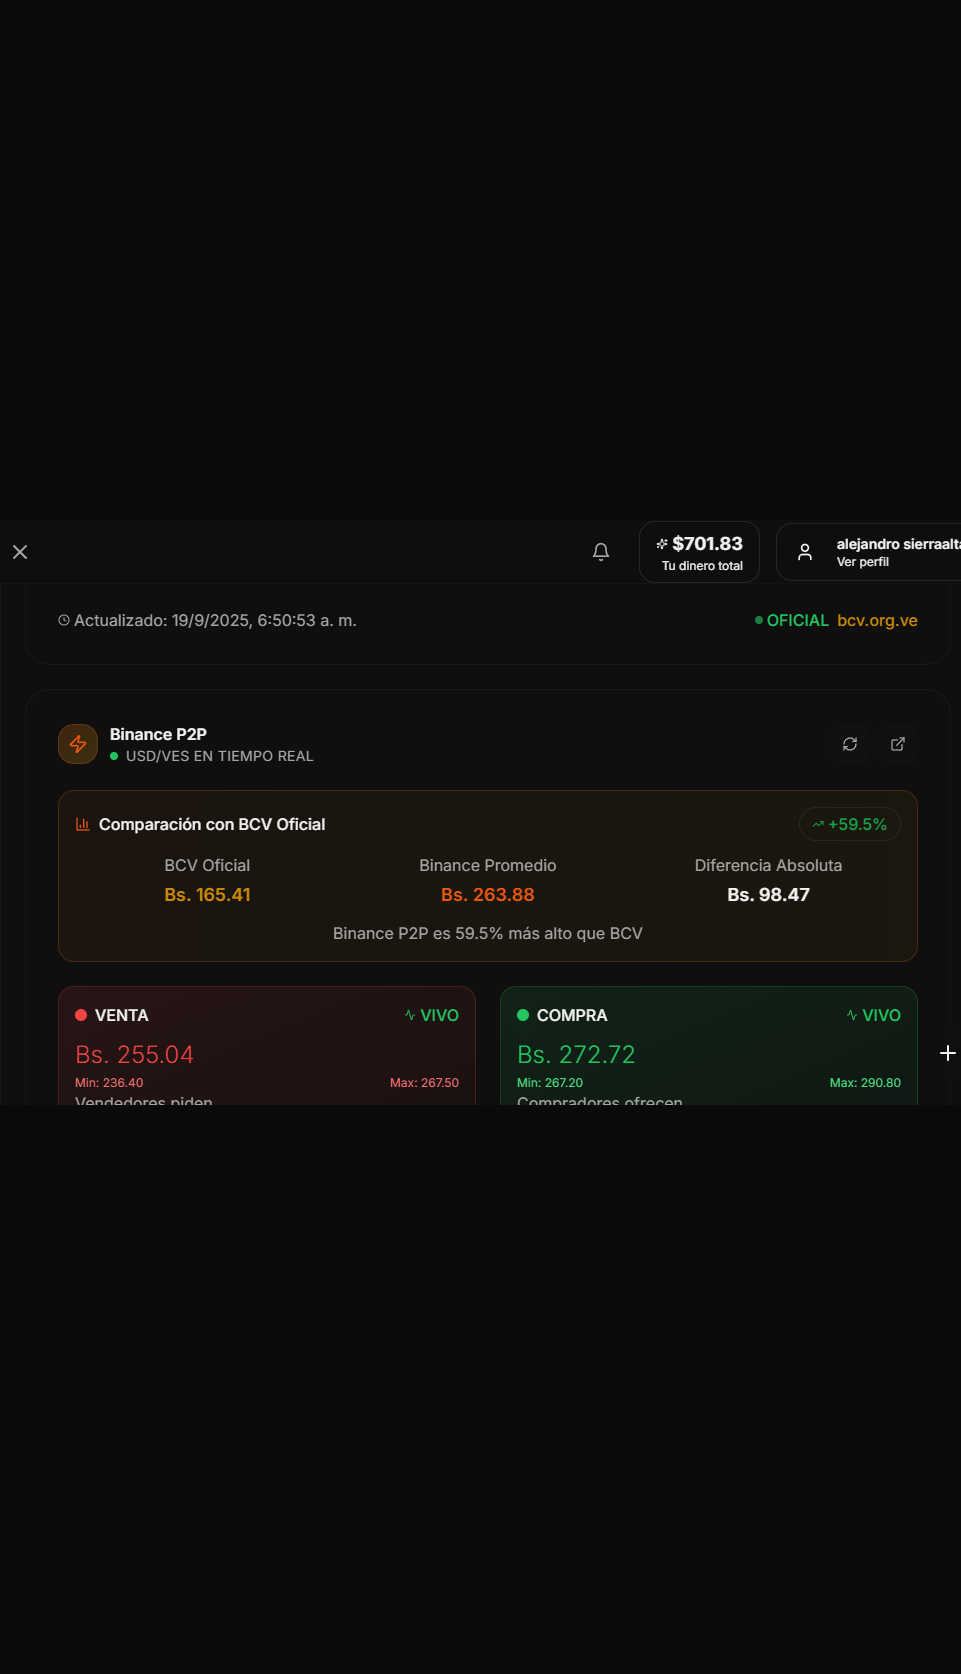 $701.83
Tu dinero total
alejandro sierraalta
Ver perfil
Actualizado: 19/9/2025, 6:50:53 a. m.
OFICIAL bcv.org.ve
Binance P2P
USD/VES EN TIEMPO REAL
Comparación con BCV Oficial
+59.5%
BCV Oficial
Binance Promedio
Diferencia Absoluta
Bs. 165.41
Bs. 263.88
Bs. 98.47
Binance P2P es 59.5% más alto que BCV
VENTA
VIVO
Bs. 255.04
Min: 236.40
Max: 267.50
Vendedores piden
COMPRA
VIVO
Bs. 272.72
Min: 267.20
Max: 290.80
Compradores ofrecen